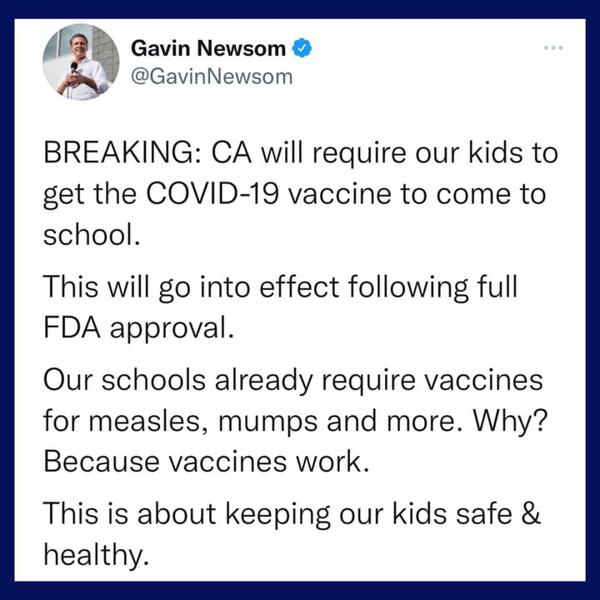 Gavin Newsom
@GavinNewsom
BREAKING: CA will require our kids to
get the COVID-19 vaccine to come to
school.
This will go into effect following full
FDA approval.
Our schools already require vaccines
for measles, mumps and more. Why?
Because vaccines work.
This is about keeping our kids safe &
healthy.